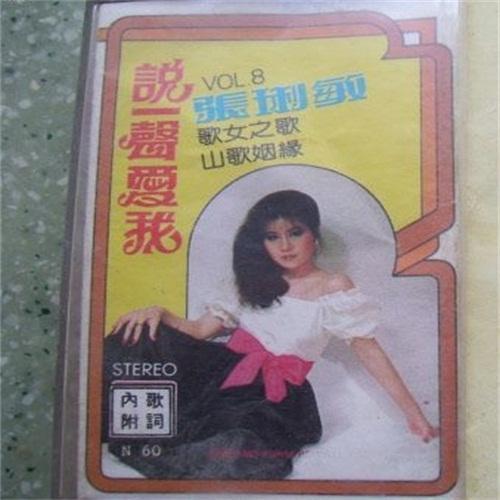 説一聲愛我
VOL.8
張琍敏
歌女之歌
山歌姻緣
STEREO
內歌
附詞
N 60